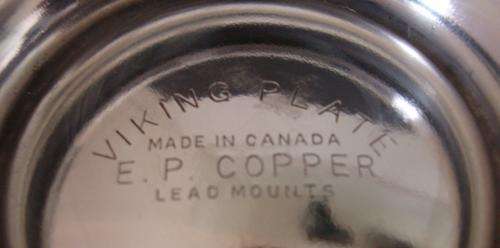 VIKING PLATE
MADE IN CANADA
E. P. COPPER
LEAD MOUNTS